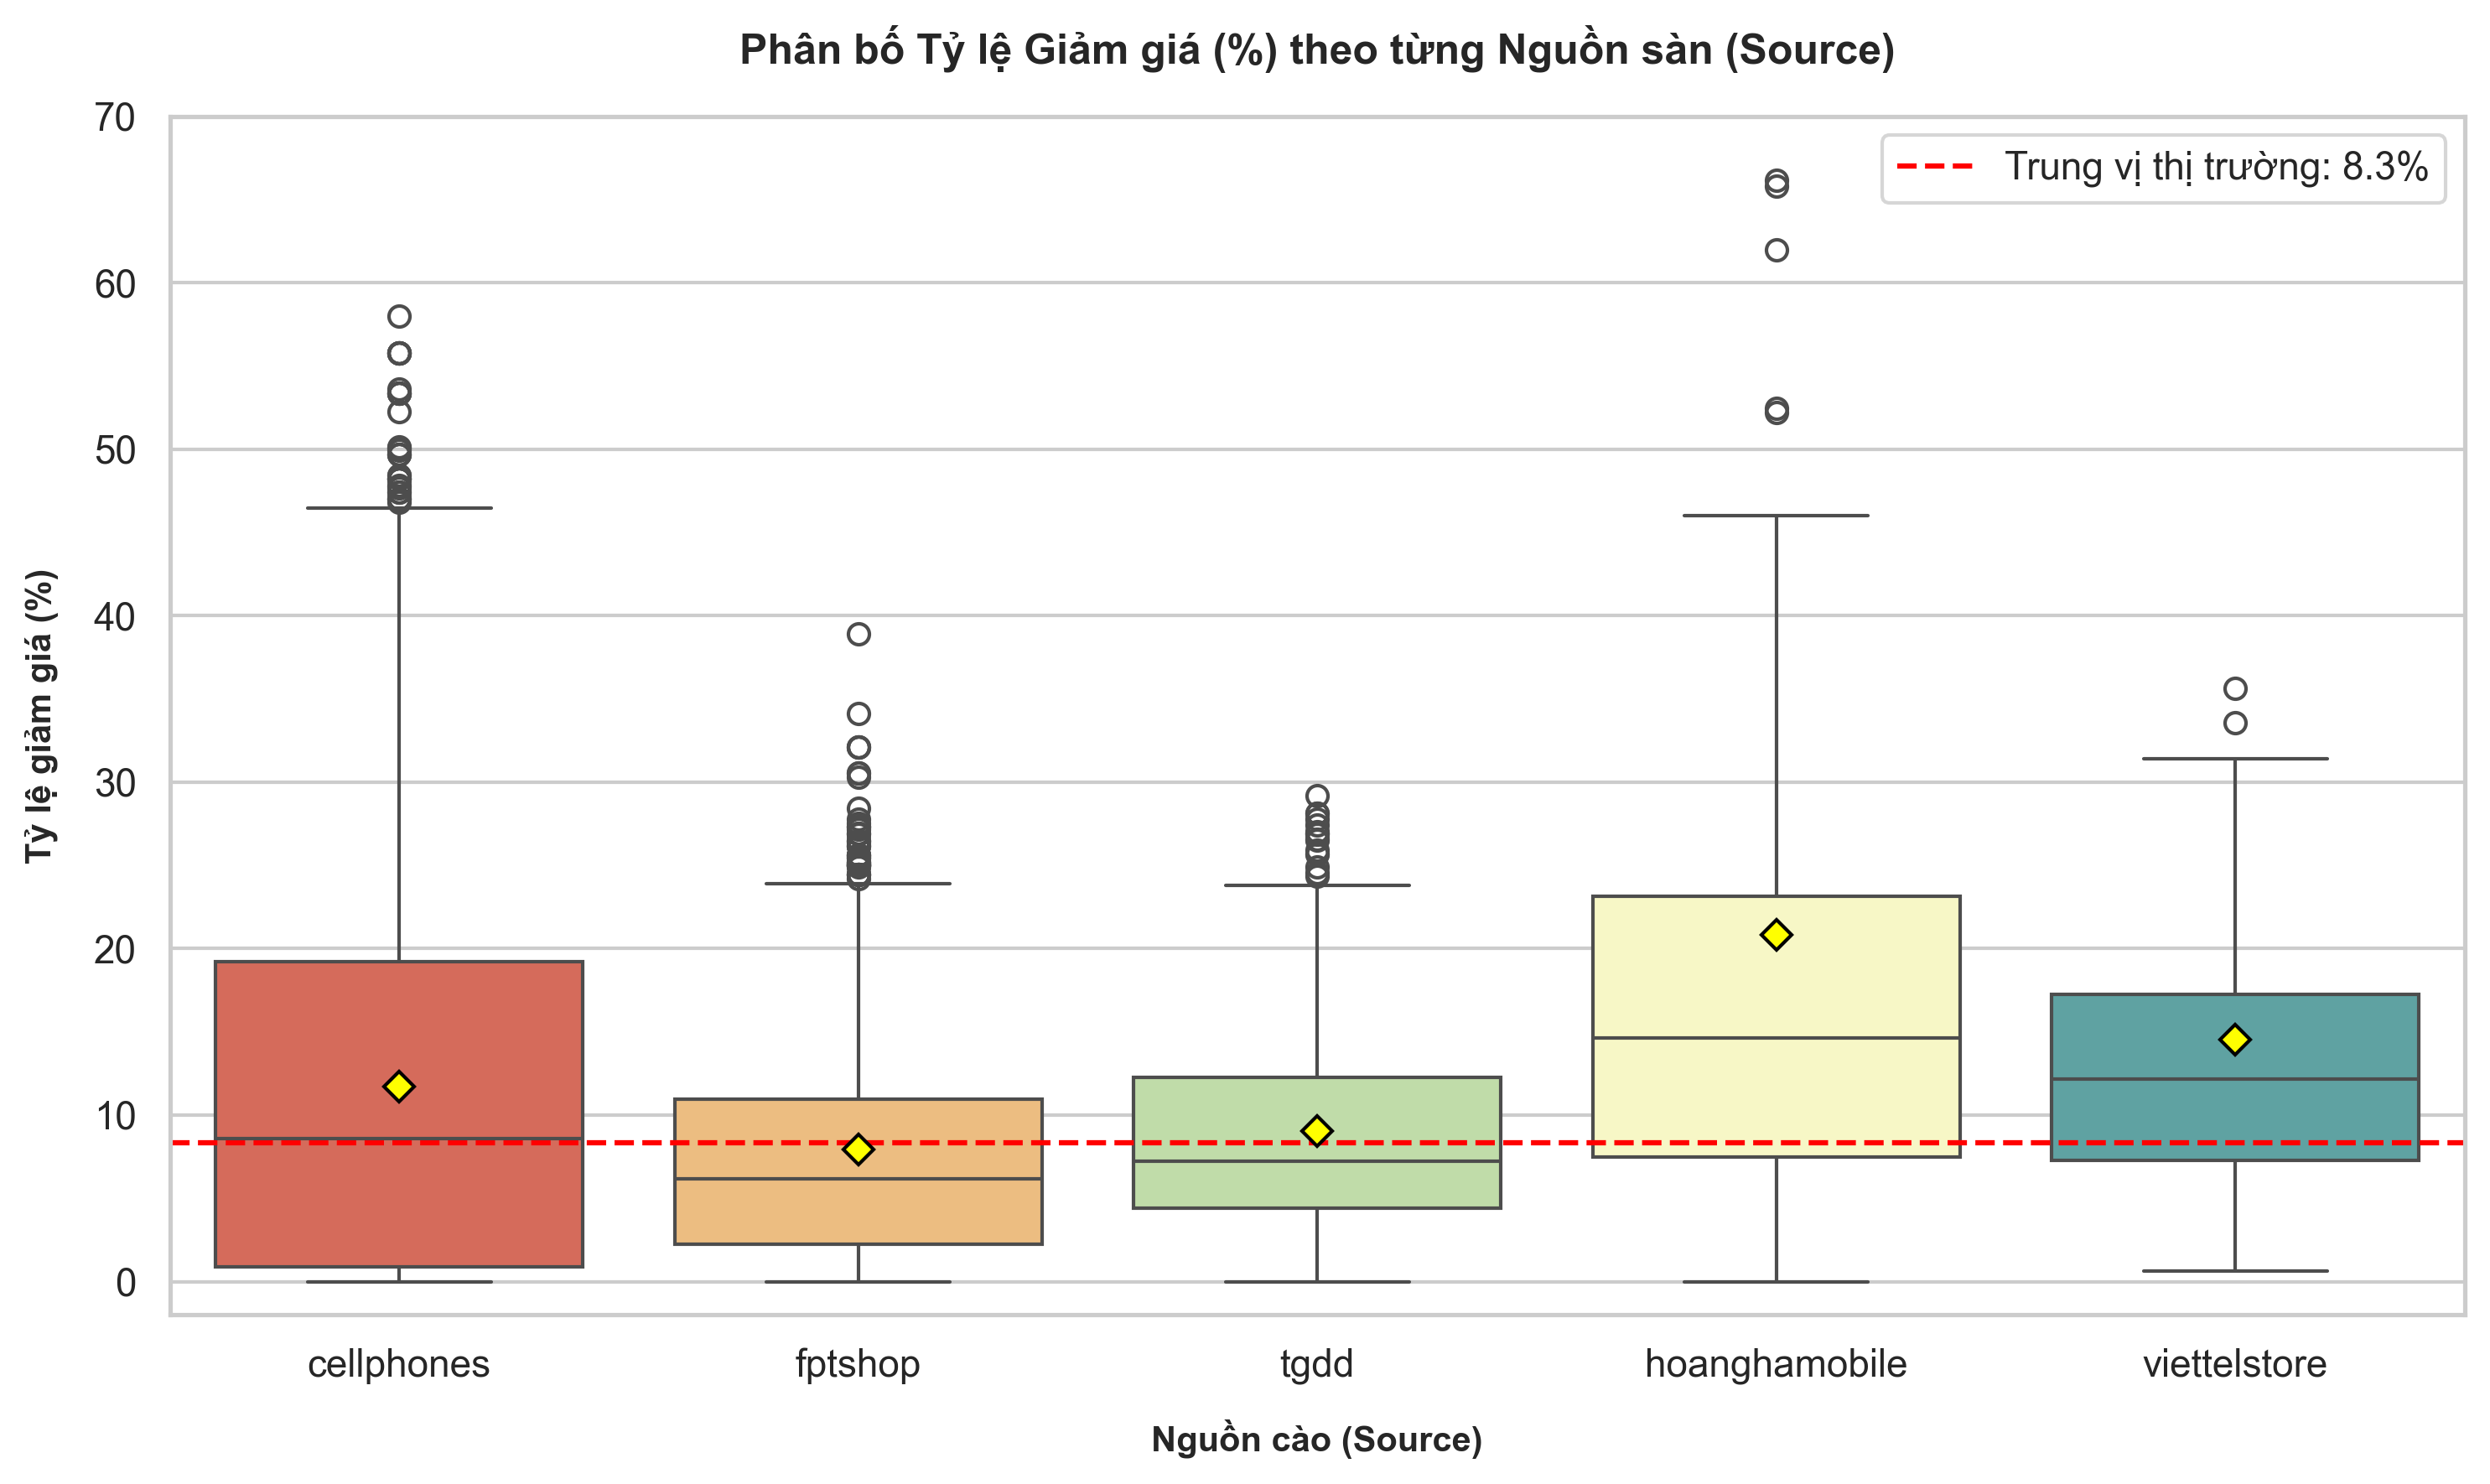 Phân bố Tỷ lệ Giảm giá (%) theo từng Nguồn sàn (Source)
Trung vị thị trường: 8.3%
Tỷ lệ giảm giá (%)
70
60
50
40
30
20
10
0
cellphones fptshop tgdd hoanghamobile viettelstore
Nguồn cào (Source)